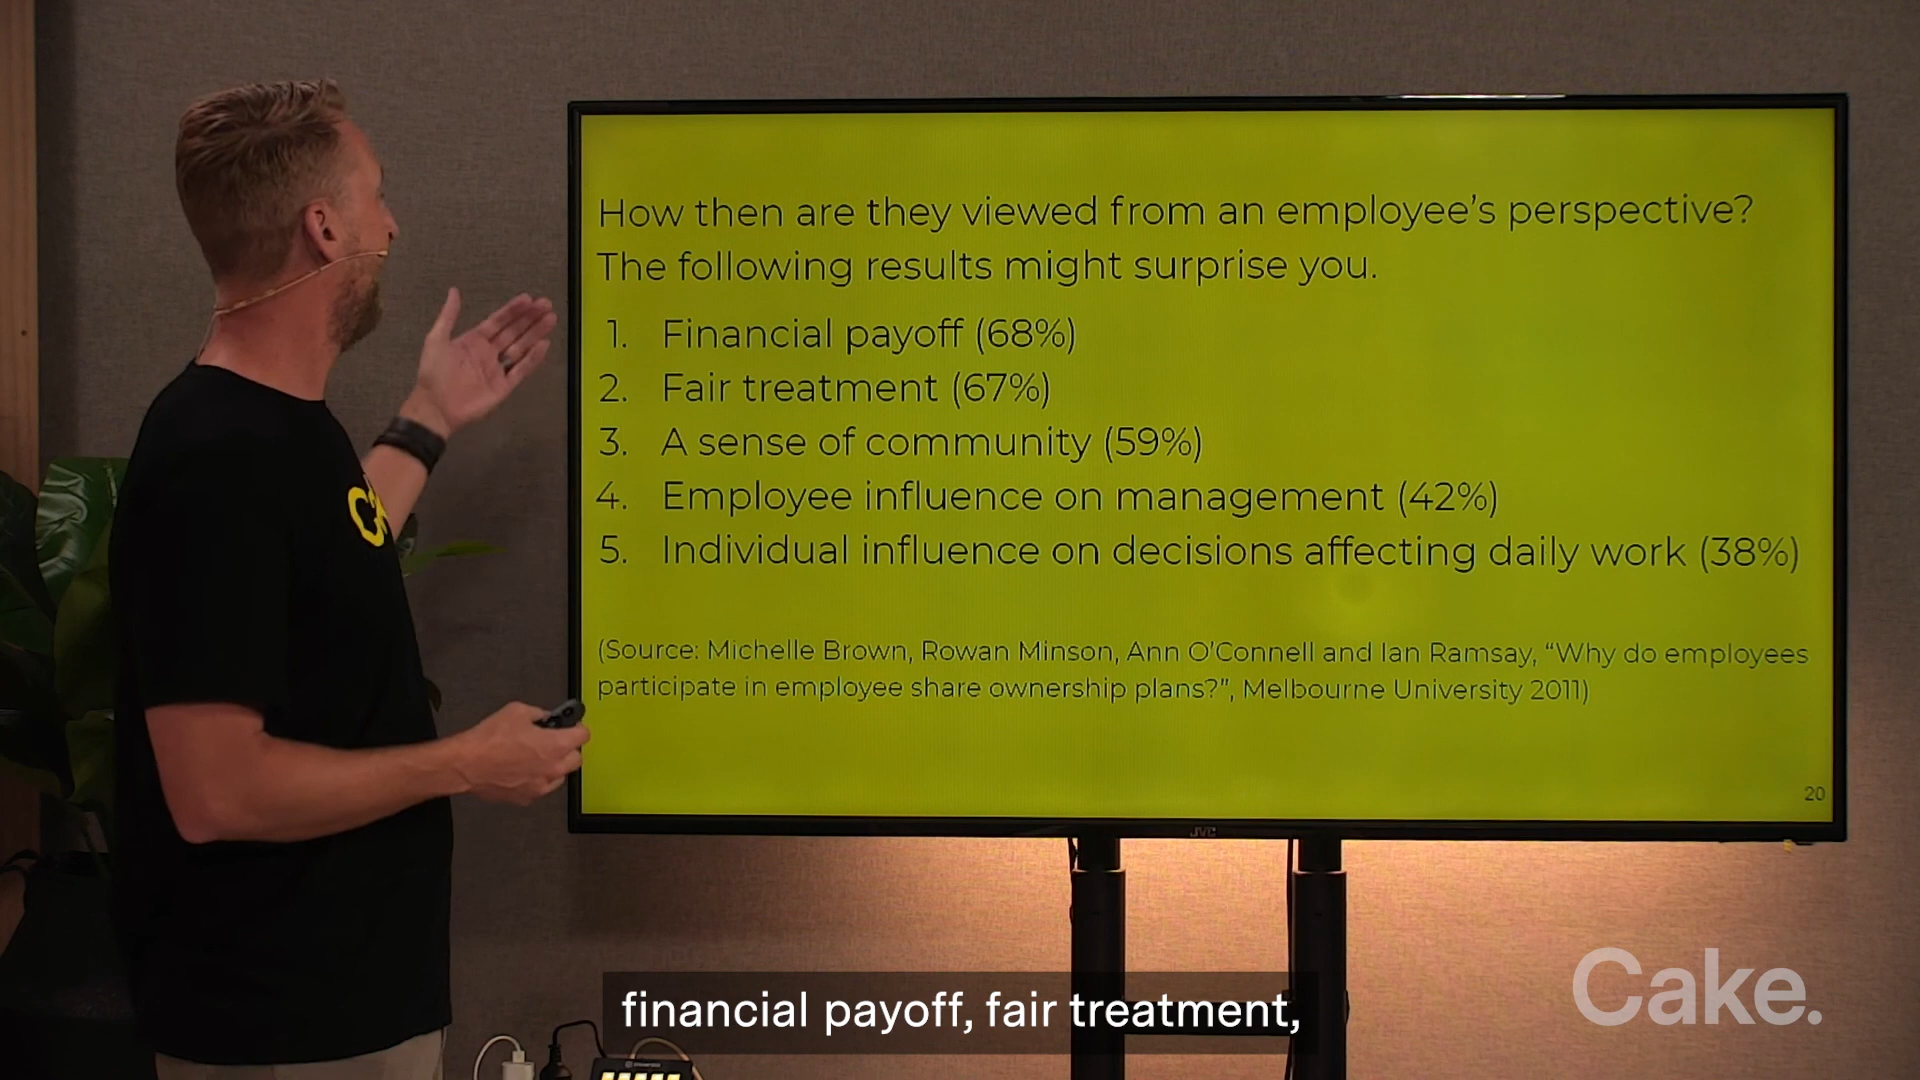 How then are they viewed from an employee's perspective?
The following results might surprise you.
1. Financial payoff (68%)
2. Fair treatment (67%)
3. A sense of community (59%)
4. Employee influence on management (42%)
5. Individual influence on decisions affecting daily work (38%)
(Source: Michelle Brown, Rowan Minson, Ann O'Connell and Ian Ramsay, “Why do employees
participate in employee share ownership plans?”, Melbourne University 2011)
20
JVC
Cake.
financial payoff, fair treatment,